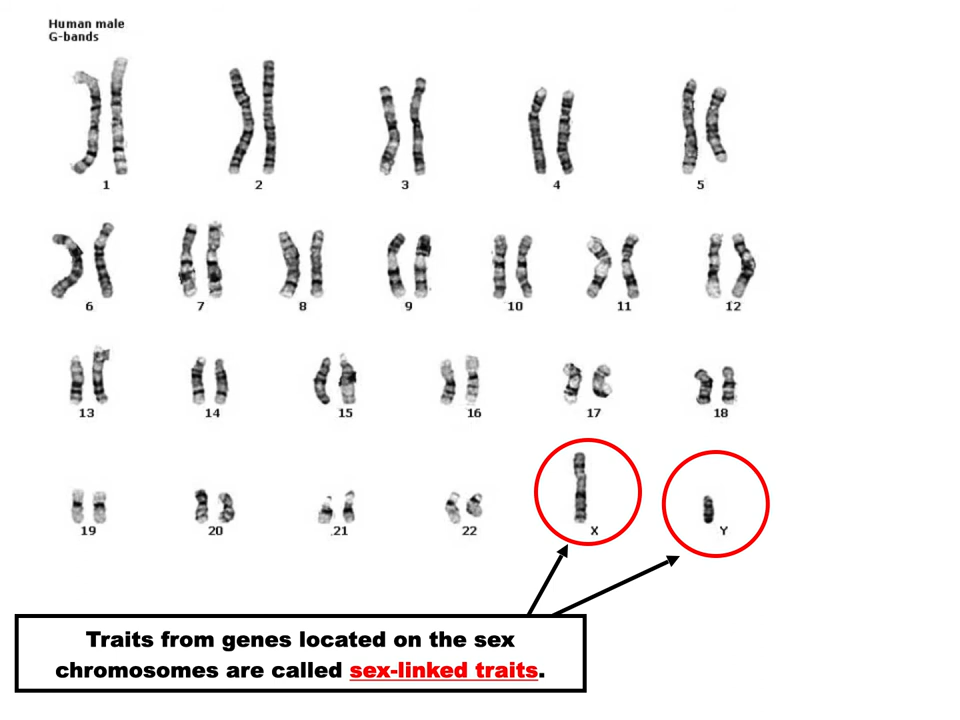 Human male
G-bands
1 2 3 4 5
6 7 8 9 10 11 12
13 14 15 16 17 18
19 20 .21 22 X Y
Traits from genes located on the sex
chromosomes are called sex-linked traits.